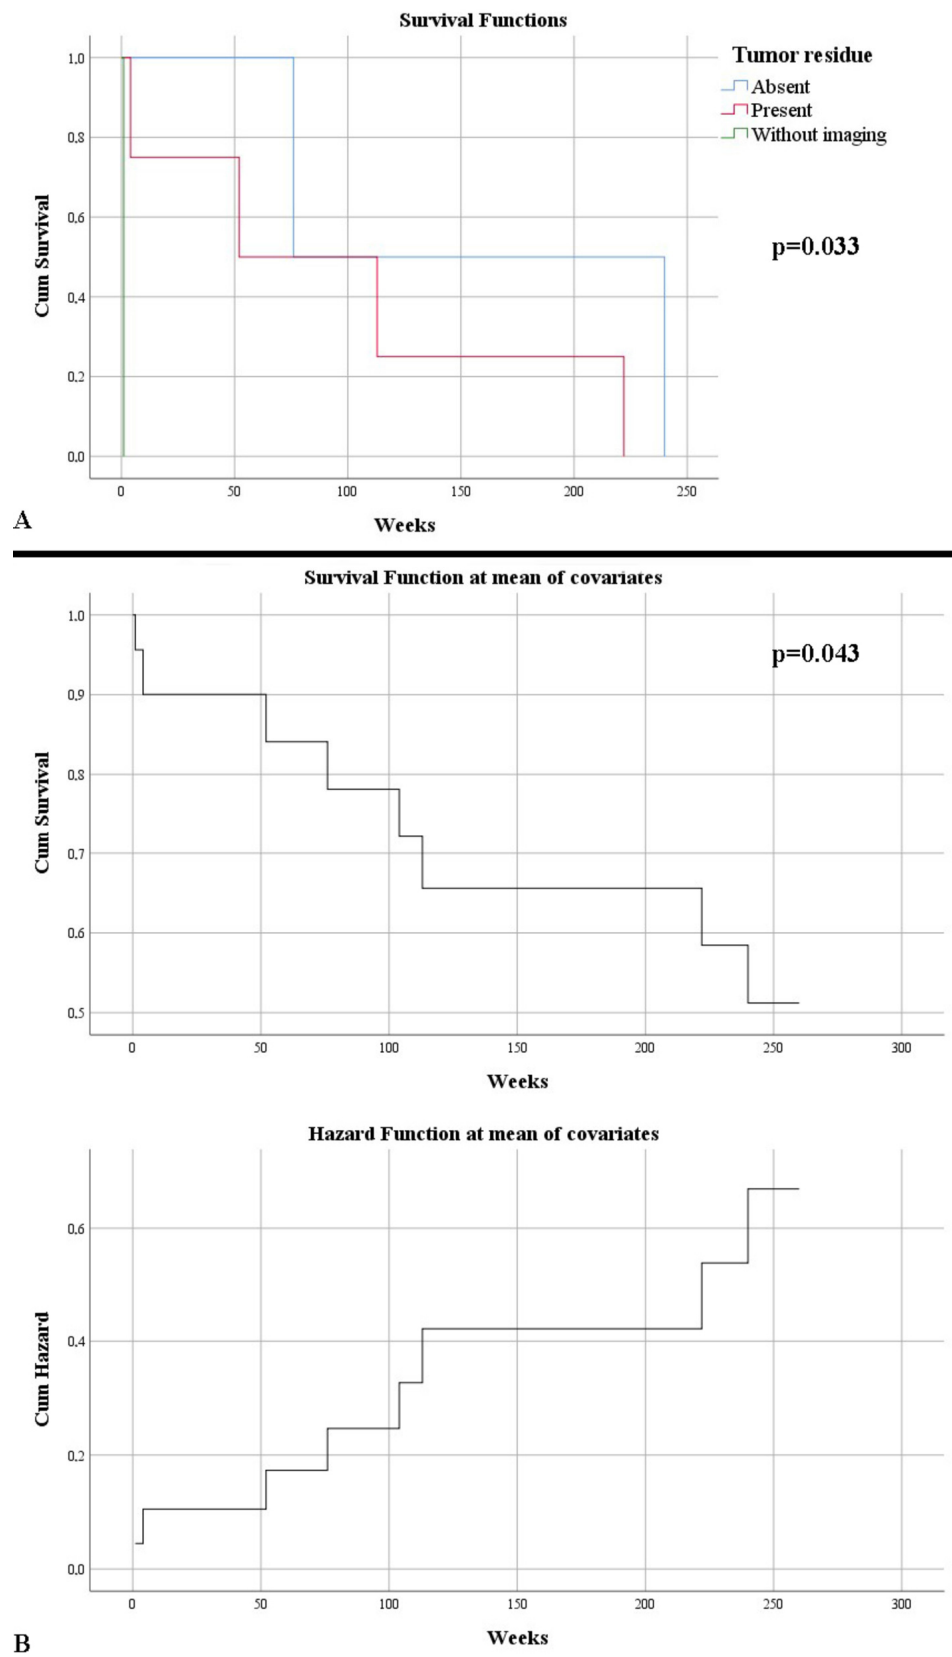 Survival Functions
Tumor residue
Absent
Present
Without imaging
p=0.033
Cum Survival
1.0
0.8
0.6
0.4
0.2
0.0
0 50 100 150 200 250
Weeks
A
Survival Function at mean of covariates
p=0.043
Cum Survival
1.0
0.9
0.8
0.7
0.6
0.5
0 50 100 150 200 250 300
Weeks
Hazard Function at mean of covariates
Cum Hazard
0.6
0.4
0.2
0.0
0 50 100 150 200 250 300
Weeks
B